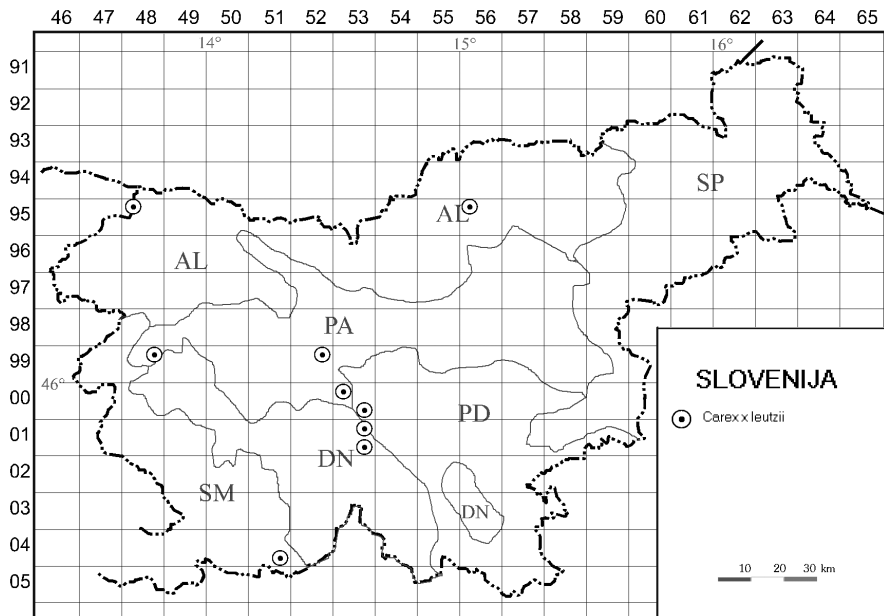 46 47 48 49 50 51 52 53 54 55 56 57 58 59 60 61 62 63 64 65
14° 15° 16°
91
92
93
94
SP
95
AL
96
AL
97
98
PA
99
SLOVENIJA
46°
00
Carex x leutzii
PD
01
DN
02
SM
03
DN
04
10 20 30 km
05